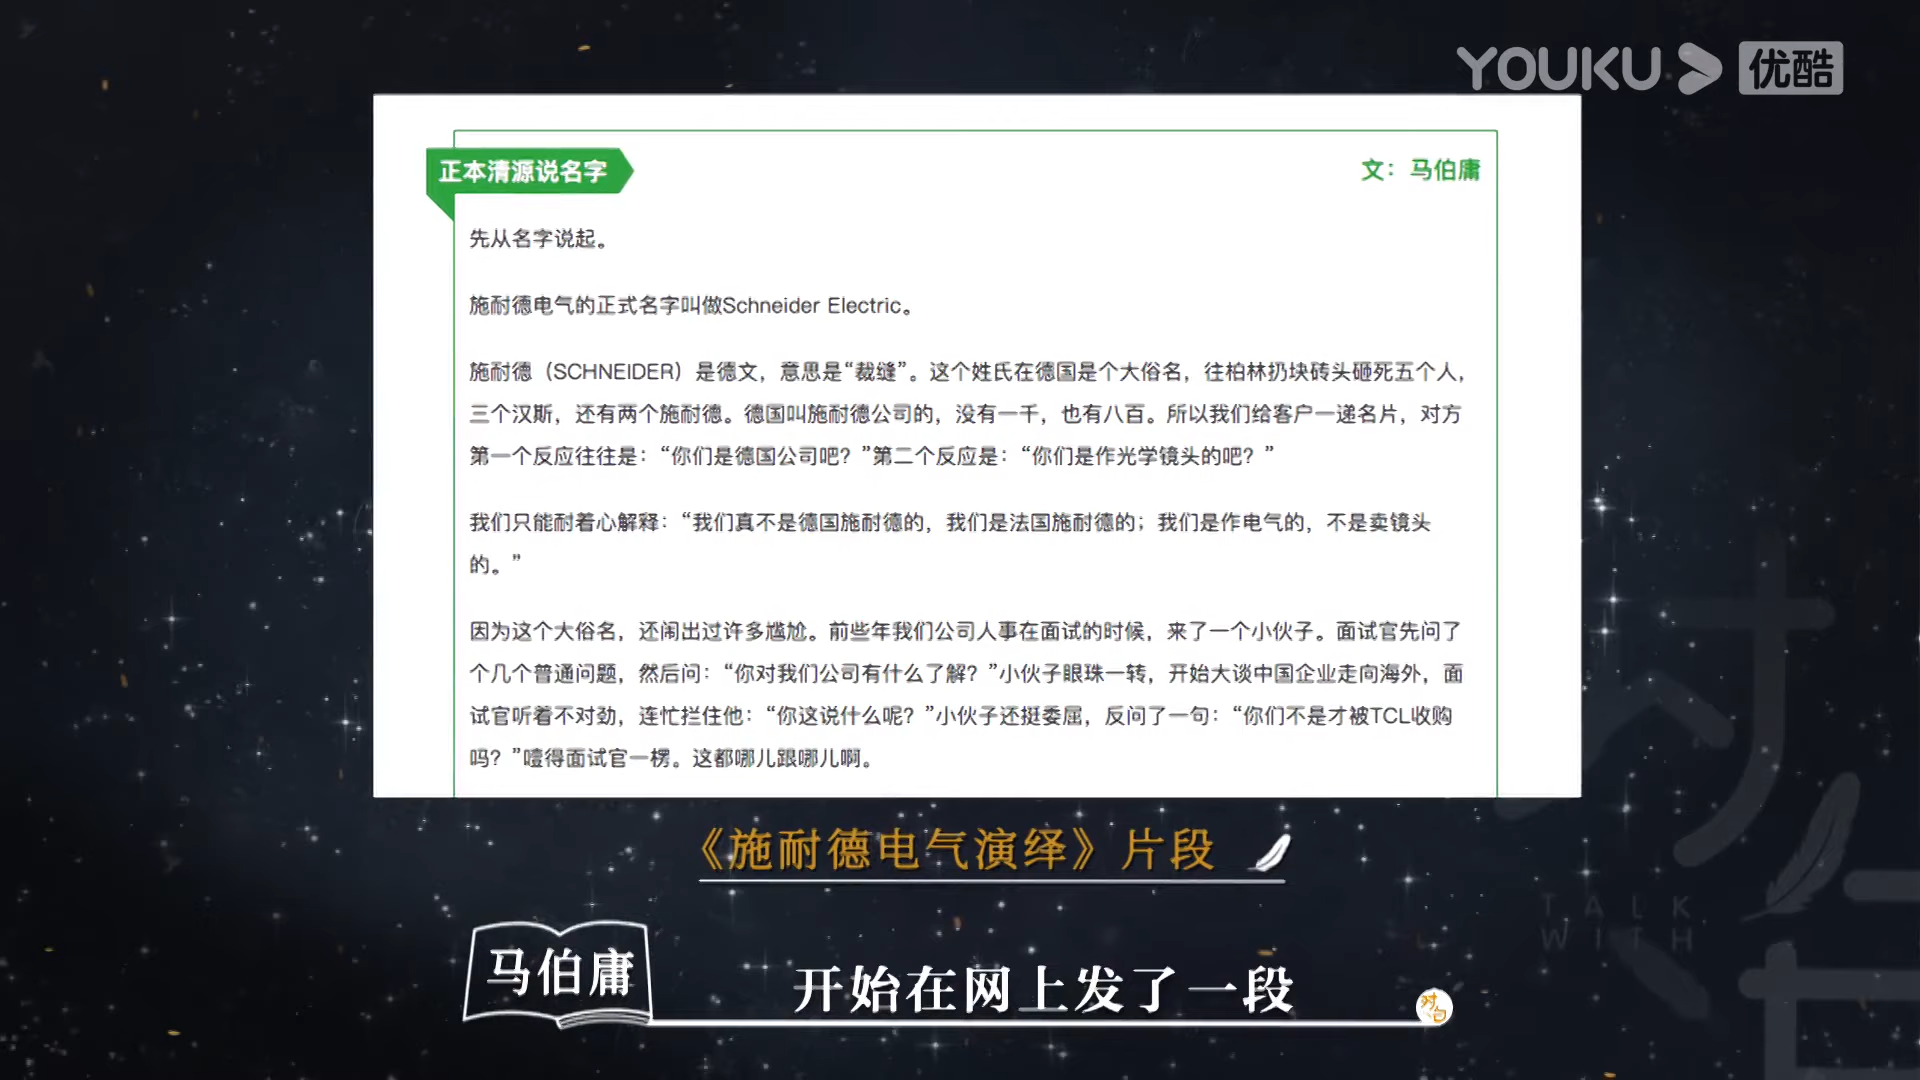 YOUKU 优酷
正本清源说名字
文：马伯庸
先从名字说起。
施耐德电气的正式名字叫做Schneider Electric。
施耐德（SCHNEIDER）是德文，意思是“裁缝”。这个姓氏在德国是个大俗名，往柏林扔块砖头砸死五个人，
三个汉斯，还有两个施耐德。德国叫施耐德公司的，没有一千，也有八百。所以我们给客户一递名片，对方
第一个反应往往是：“你们是德国公司吧？”第二个反应是：“你们是作光学镜头的吧？”
我们只能耐着心解释：“我们真不是德国施耐德的，我们是法国施耐德的；我们是作电气的，不是卖镜头
的。”
因为这个大俗名，还闹出过许多尴尬。前些年我们公司人事在面试的时候，来了一个小伙子。面试官先问了
个几个普通问题，然后问：“你对我们公司有什么了解？”小伙子眼珠一转，开始大谈中国企业走向海外，面
试官听着不对劲，连忙拦住他：“你这说什么呢？”小伙子还挺委屈，反问了一句：“你们不是才被TCL收购
吗？”噎得面试官一楞。这都哪儿跟哪儿啊。
《施耐德电气演绎》片段
马伯庸
开始在网上发了一段
对白
TALK
WITH